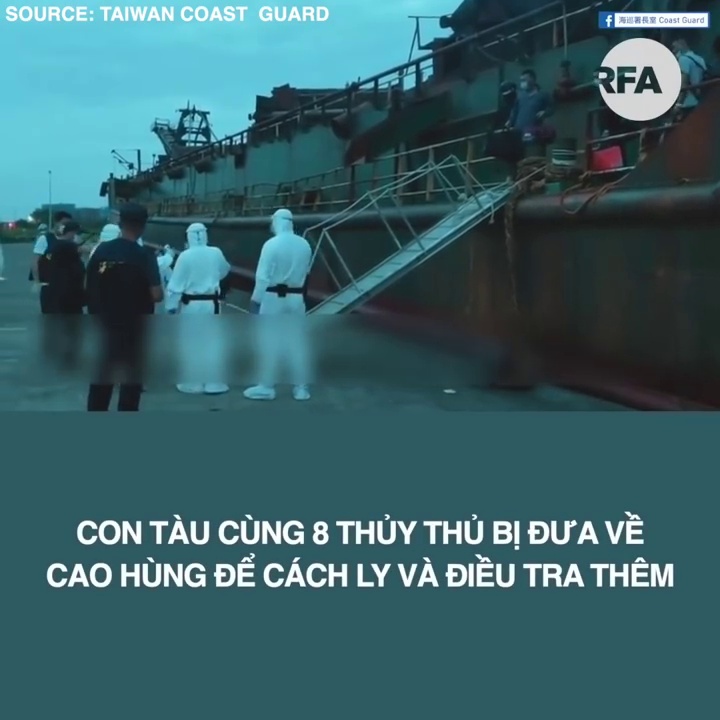 SOURCE: TAIWAN COAST GUARD
海巡署長室 Coast Guard
RFA
CON TÀU CÙNG 8 THỦY THỦ BỊ ĐƯA VỀ
CAO HÙNG ĐỂ CÁCH LY VÀ ĐIỀU TRA THÊM